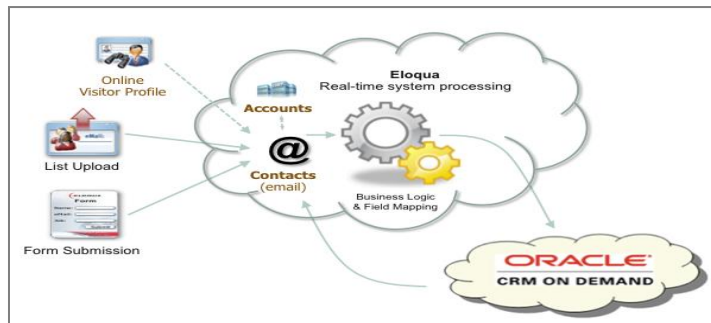 Online
Visitor Profile
List Upload
Form
Form Submission
Eloqua
Real-time system processing
Accounts
@
Contacts
(email)
Business Logic
& Field Mapping
ORACLE
CRM ON DEMAND